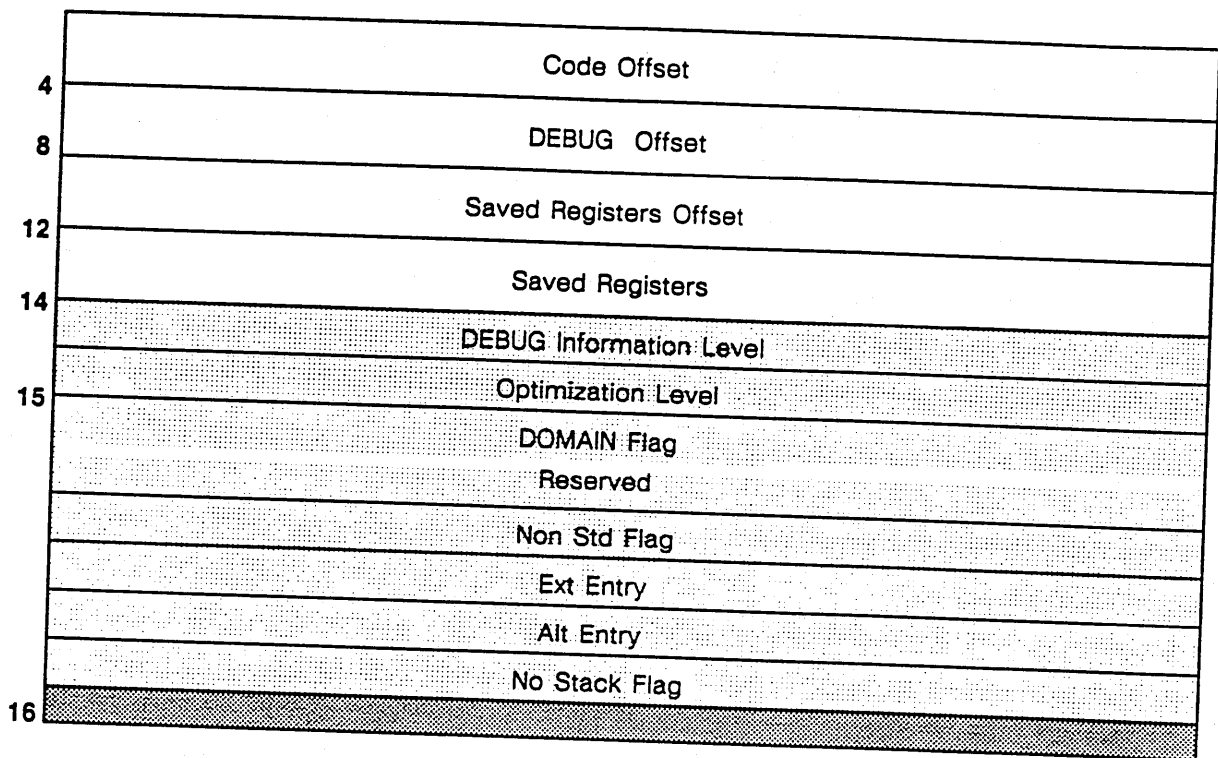 Code Offset
4
DEBUG Offset
8
Saved Registers Offset
12
Saved Registers
14
DEBUG Information Level
Optimization Level
15
DOMAIN Flag
Reserved
Non Std Flag
Ext Entry
Alt Entry
No Stack Flag
16